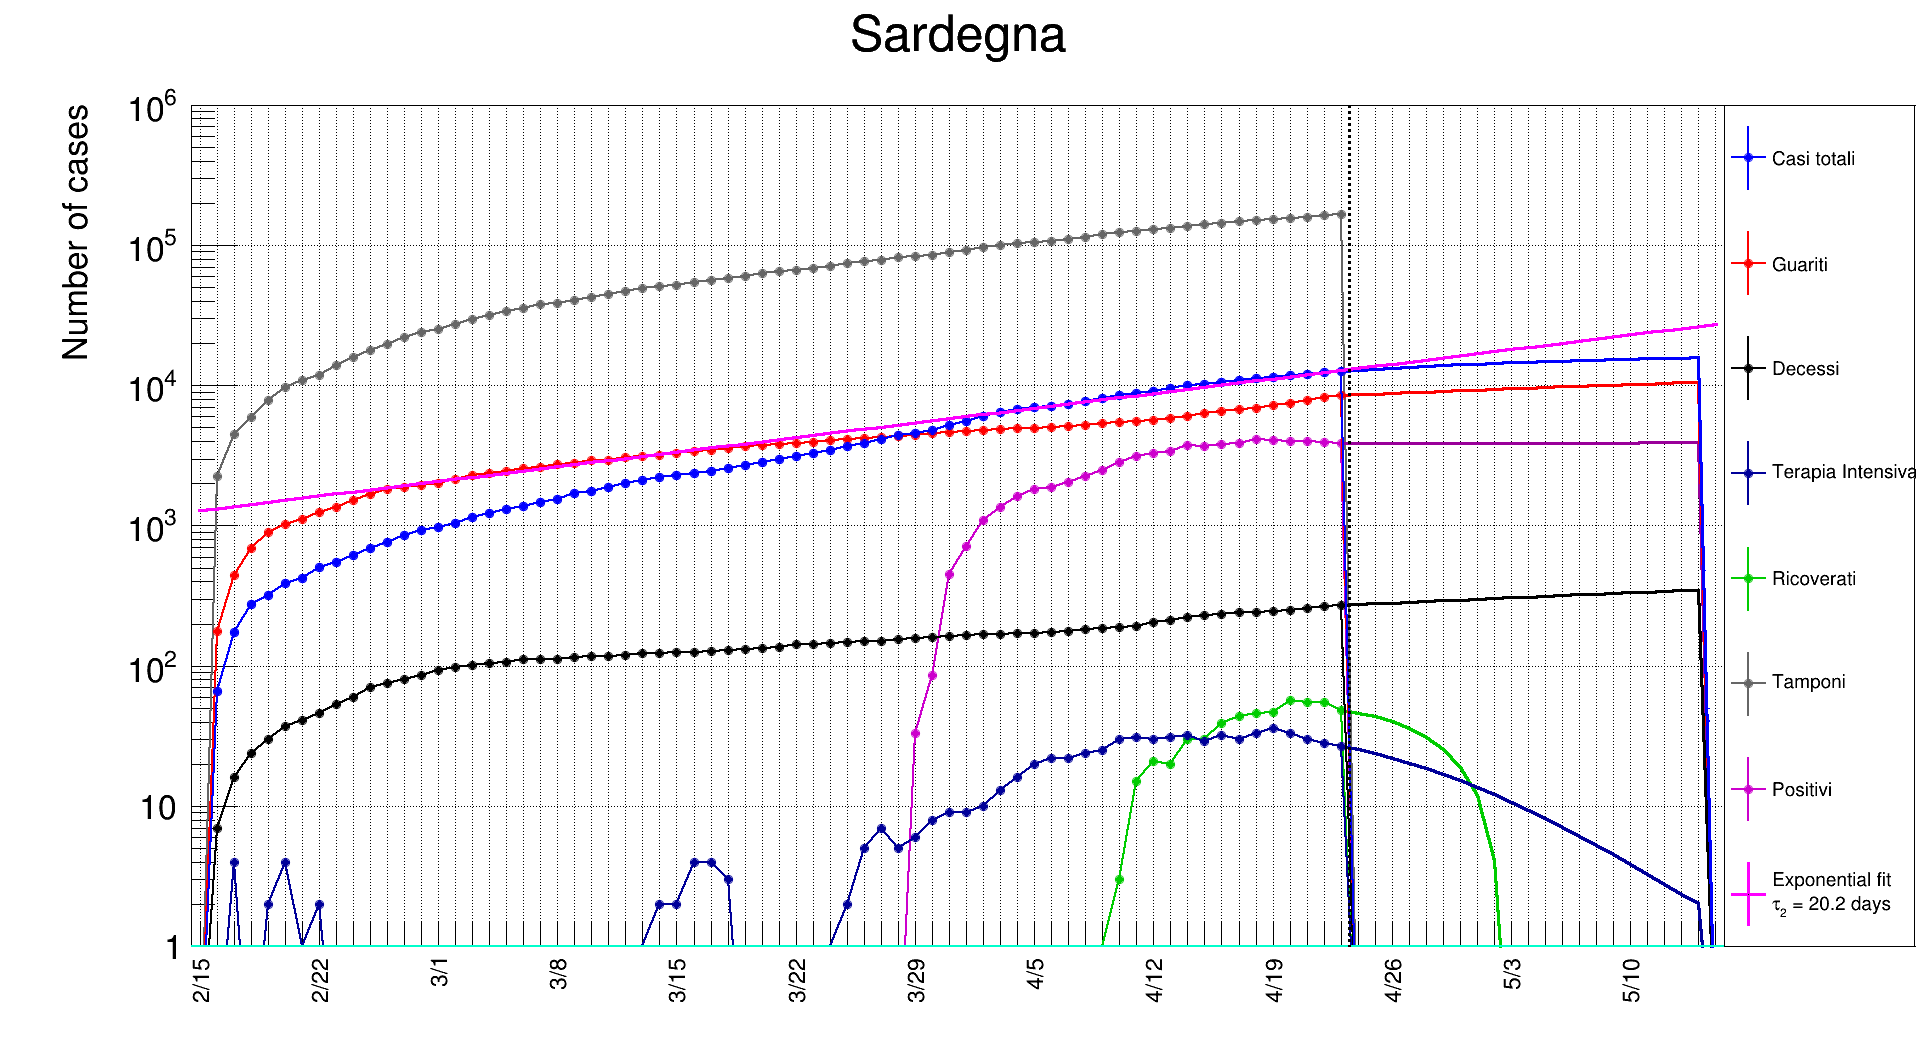 Sardegna
Number of cases
10^6
10^5
10^4
10^3
10^2
10
1
2/15
2/22
3/1
3/8
3/15
3/22
3/29
4/5
4/12
4/19
4/26
5/3
5/10
Casi totali
Guariti
Decessi
Terapia Intensiva
Ricoverati
Tamponi
Positivi
Exponential fit
τ₂ = 20.2 days